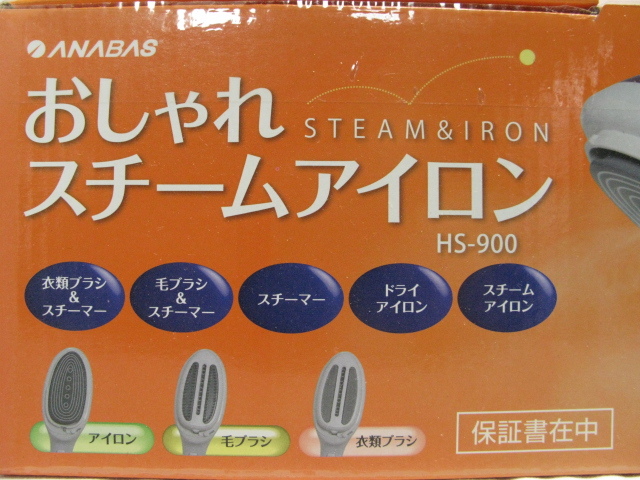 ANABAS
おしゃれ
STEAM&IRON
スチームアイロン
HS-900
衣類ブラシ
&
スチーマー
毛ブラシ
&
スチーマー
スチーマー
ドライ
アイロン
スチーム
アイロン
アイロン
毛ブラシ
衣類ブラシ
保証書在中